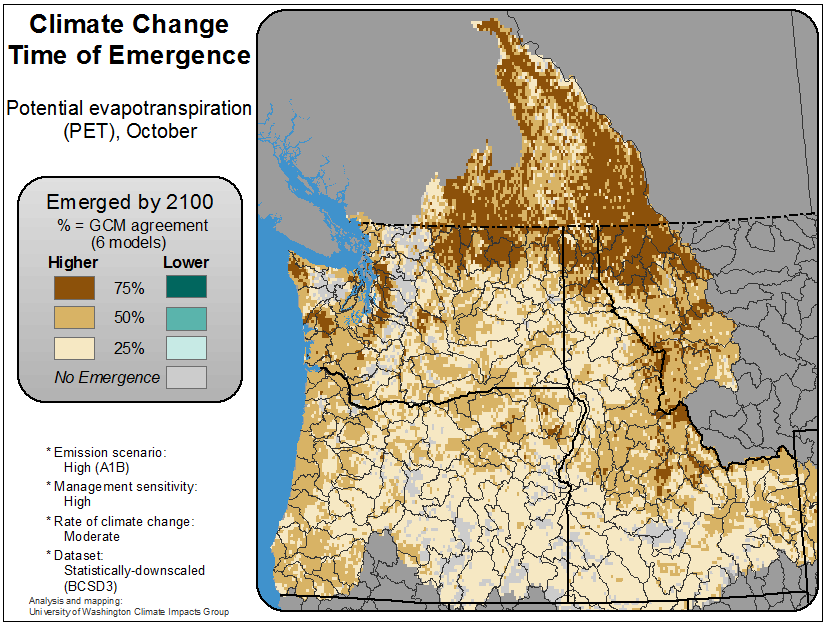 Climate Change
Time of Emergence
Potential evapotranspiration
(PET), October
Emerged by 2100
% = GCM agreement
(6 models)
Higher Lower
75%
50%
25%
No Emergence
* Emission scenario:
High (A1B)
* Management sensitivity:
High
* Rate of climate change:
Moderate
* Dataset:
Statistically-downscaled
(BCSD3)
Analysis and mapping:
University of Washington Climate Impacts Group